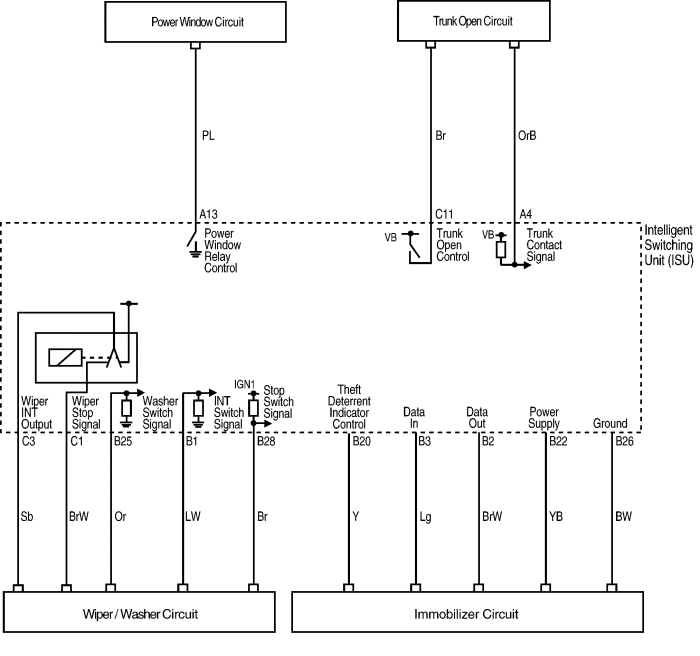 Power Window Circuit
Trunk Open Circuit
PL
Br
OrB
A13
C11
A4
Power
Window
Relay
Control
VB
Trunk
Open
Control
VB
Trunk
Contact
Signal
Intelligent
Switching
Unit (ISU)
Wiper
INT
Output
Wiper
Stop
Signal
Washer
Switch
Signal
INT
Switch
Signal
IGN1
Stop
Switch
Signal
Theft
Deterrent
Indicator
Control
Data
In
Data
Out
Power
Supply
Ground
C3
C1
B25
B1
B28
B20
B3
B2
B22
B26
Sb
BrW
Or
LW
Br
Y
Lg
BrW
YB
BW
Wiper / Washer Circuit
Immobilizer Circuit